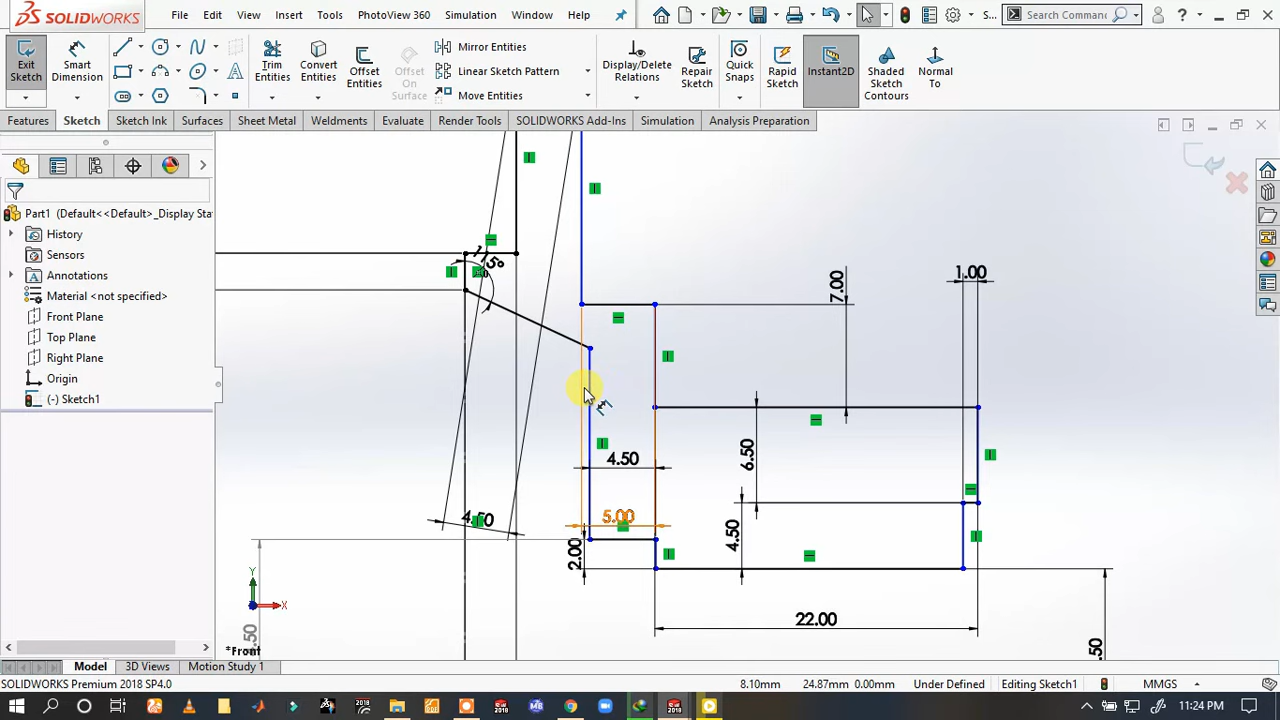 SOLIDWORKS
File Edit View Insert Tools PhotoView 360 Simulation Window Help
S...
Search Comman
Exit Sketch
Smart Dimension
Trim Entities
Convert Entities
Offset Entities
Offset On Surface
Mirror Entities
Linear Sketch Pattern
Move Entities
Display/Delete Relations
Repair Sketch
Quick Snaps
Rapid Sketch
Instant2D
Shaded Sketch Contours
Normal To
Features Sketch Sketch Ink Surfaces Sheet Metal Weldments Evaluate Render Tools SOLIDWORKS Add-Ins Simulation Analysis Preparation
Part1 (Default<<Default>_Display Sta
History
Sensors
Annotations
Material <not specified>
Front Plane
Top Plane
Right Plane
Origin
(-) Sketch1
115°
7.00
1.00
4.50
6.50
5.00
4.50
2.00
4.50
22.00
.50
.50
Y
X
*Front
Model 3D Views Motion Study 1
SOLIDWORKS Premium 2018 SP4.0
8.10mm 24.87mm 0.00mm Under Defined Editing Sketch1 MMGS
11:24 PM